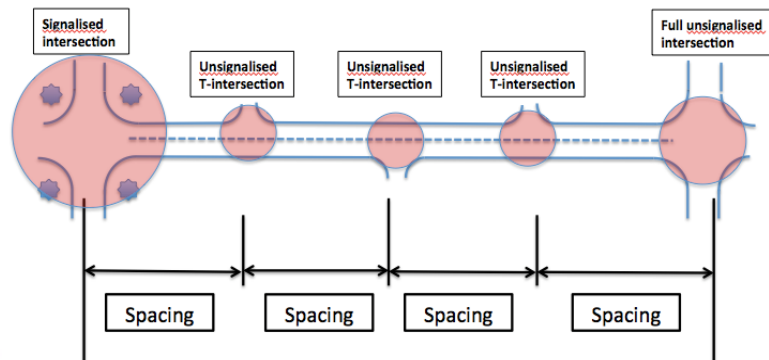 Signalised
intersection
Unsignalised
T-intersection
Unsignalised
T-intersection
Unsignalised
T-intersection
Full unsignalised
intersection
Spacing
Spacing
Spacing
Spacing